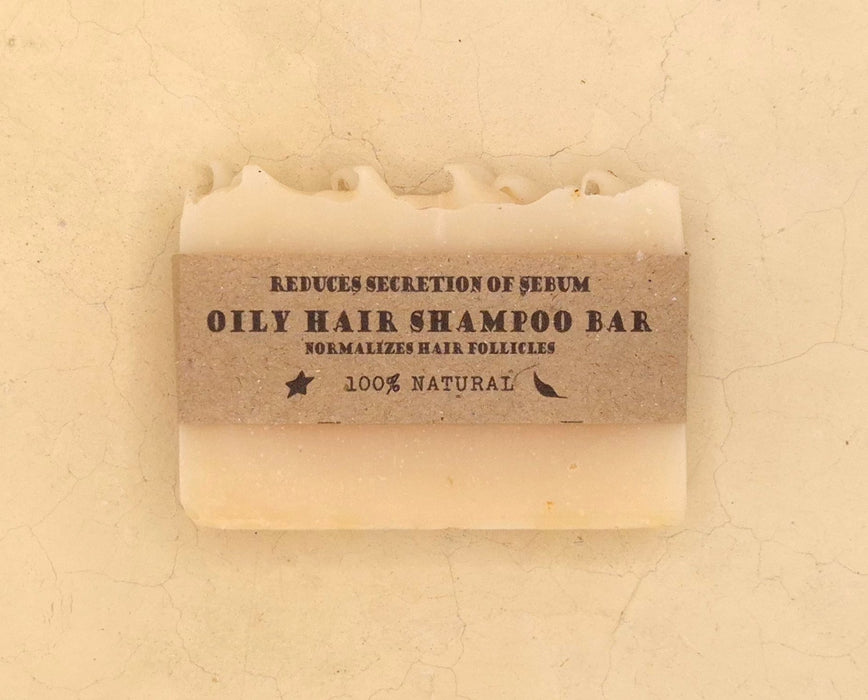 REDUCES SECRETION OF SEBUM
OILY HAIR SHAMPOO BAR
NORMALIZES HAIR FOLLICLES
100% NATURAL